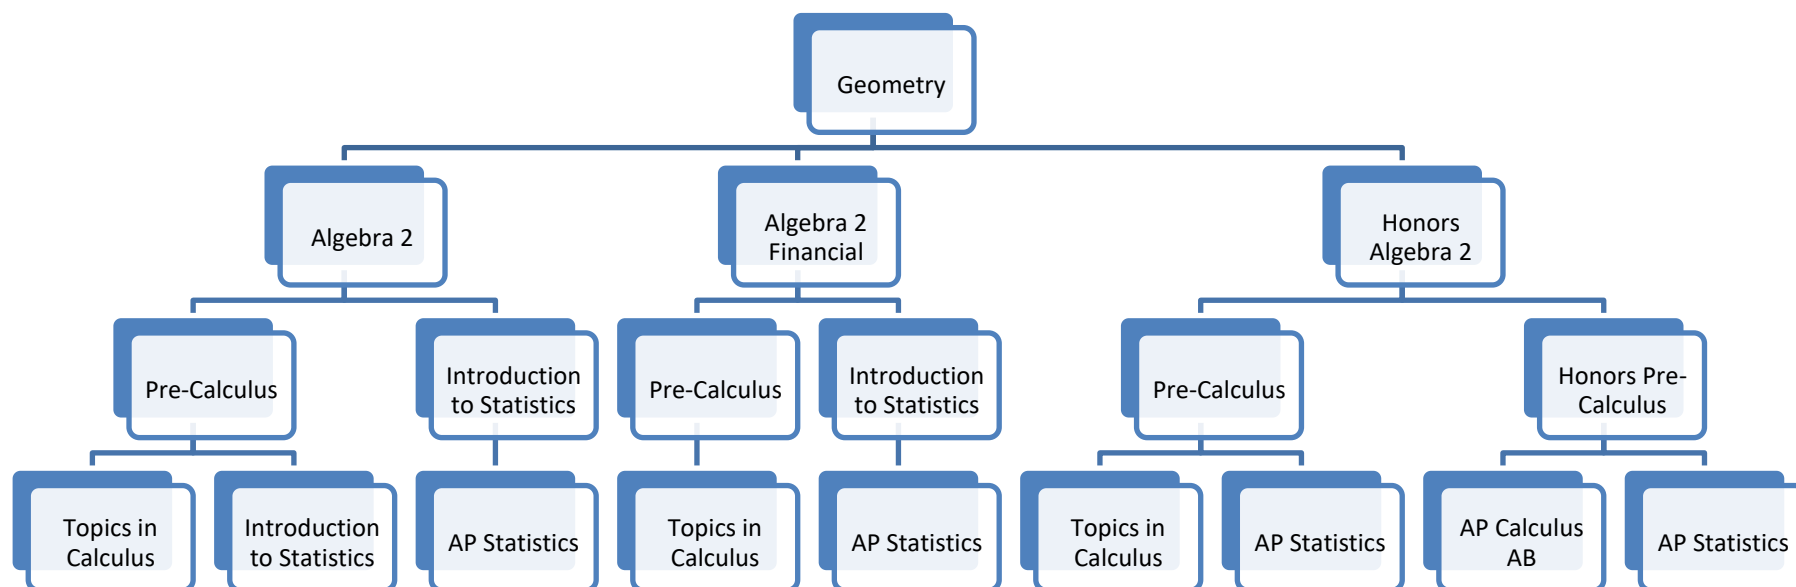 Geometry
Algebra 2
Algebra 2
Financial
Honors
Algebra 2
Pre-Calculus
Introduction
to Statistics
Pre-Calculus
Introduction
to Statistics
Pre-Calculus
Honors Pre-
Calculus
Topics in
Calculus
Introduction
to Statistics
AP Statistics
Topics in
Calculus
AP Statistics
Topics in
Calculus
AP Statistics
AP Calculus
AB
AP Statistics